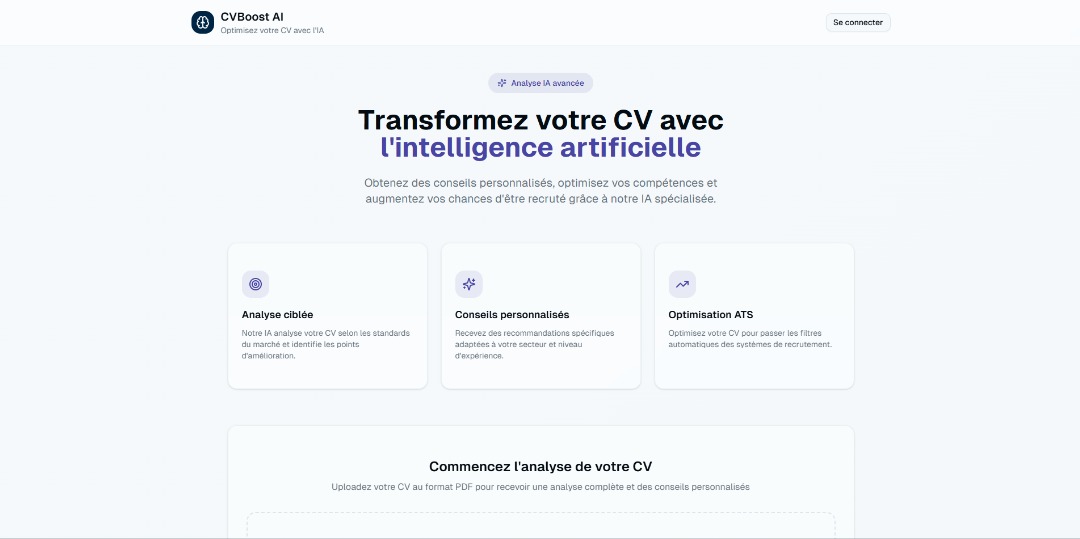 CVBoost AI
Optimisez votre CV avec l'IA
Se connecter
Analyse IA avancée
Transformez votre CV avec
l'intelligence artificielle
Obtenez des conseils personnalisés, optimisez vos compétences et
augmentez vos chances d'être recruté grâce à notre IA spécialisée.
Analyse ciblée
Notre IA analyse votre CV selon les standards
du marché et identifie les points
d'amélioration.
Conseils personnalisés
Recevez des recommandations spécifiques
adaptées à votre secteur et niveau
d'expérience.
Optimisation ATS
Optimisez votre CV pour passer les filtres
automatiques des systèmes de recrutement.
Commencez l'analyse de votre CV
Uploadez votre CV au format PDF pour recevoir une analyse complète et des conseils personnalisés